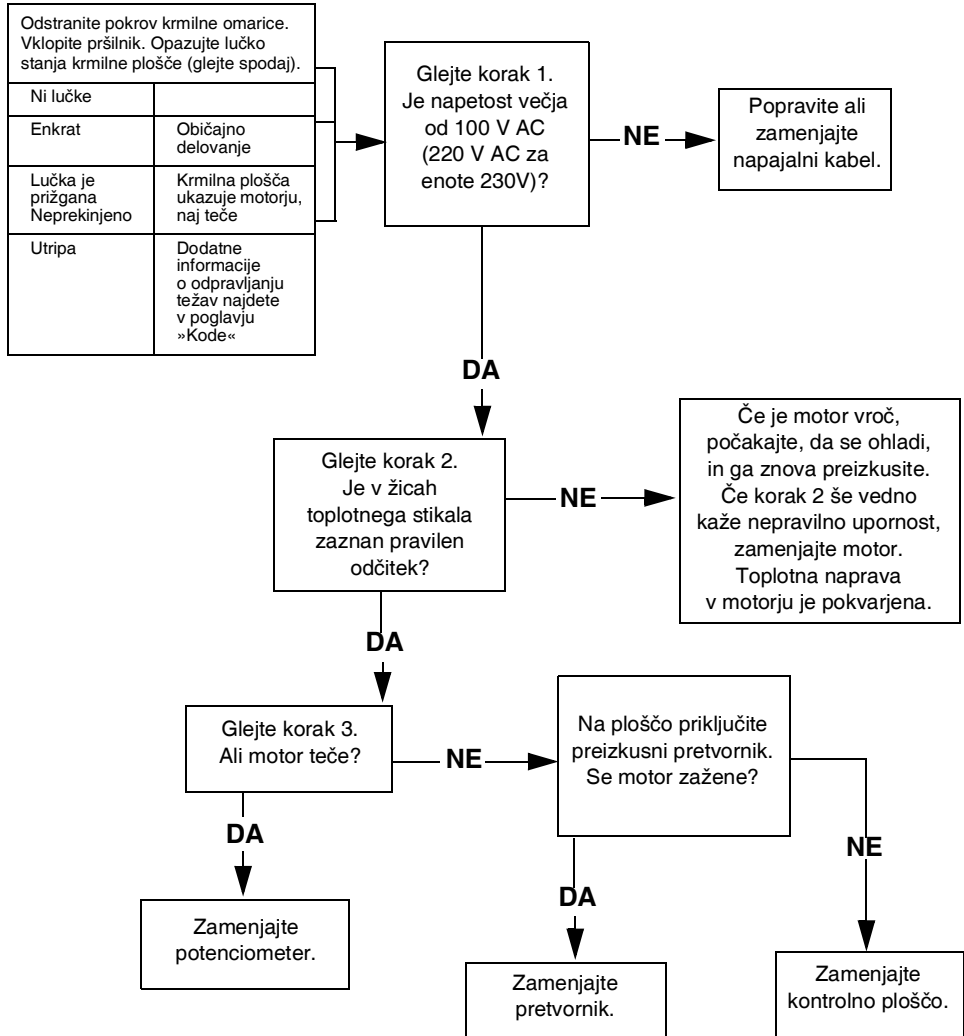 Odstranite pokrov krmilne omarice.
Vklopite pršilnik. Opazujte lučko
stanja krmilne plošče (glejte spodaj).
Ni lučke
Enkrat
Običajno
delovanje
Lučka je
prižgana
Neprekinjeno
Krmilna plošča
ukazuje motorju,
naj teče
Utripa
Dodatne
informacije
o odpravljanju
težav najdete
v poglavju
»Kode«
Glejte korak 1.
Je napetost večja
od 100 V AC
(220 V AC za
enote 230V)?
NE
Popravite ali
zamenjajte
napajalni kabel.
DA
Glejte korak 2.
Je v žicah
toplotnega stikala
zaznan pravilen
odčitek?
NE
Če je motor vroč,
počakajte, da se ohladi,
in ga znova preizkusite.
Če korak 2 še vedno
kaže nepravilno upornost,
zamenjajte motor.
Toplotna naprava
v motorju je pokvarjena.
DA
Glejte korak 3.
Ali motor teče?
NE
Na ploščo priključite
preizkusni pretvornik.
Se motor zažene?
DA
Zamenjajte
potenciometer.
DA
Zamenjajte
pretvornik.
NE
Zamenjajte
kontrolno ploščo.